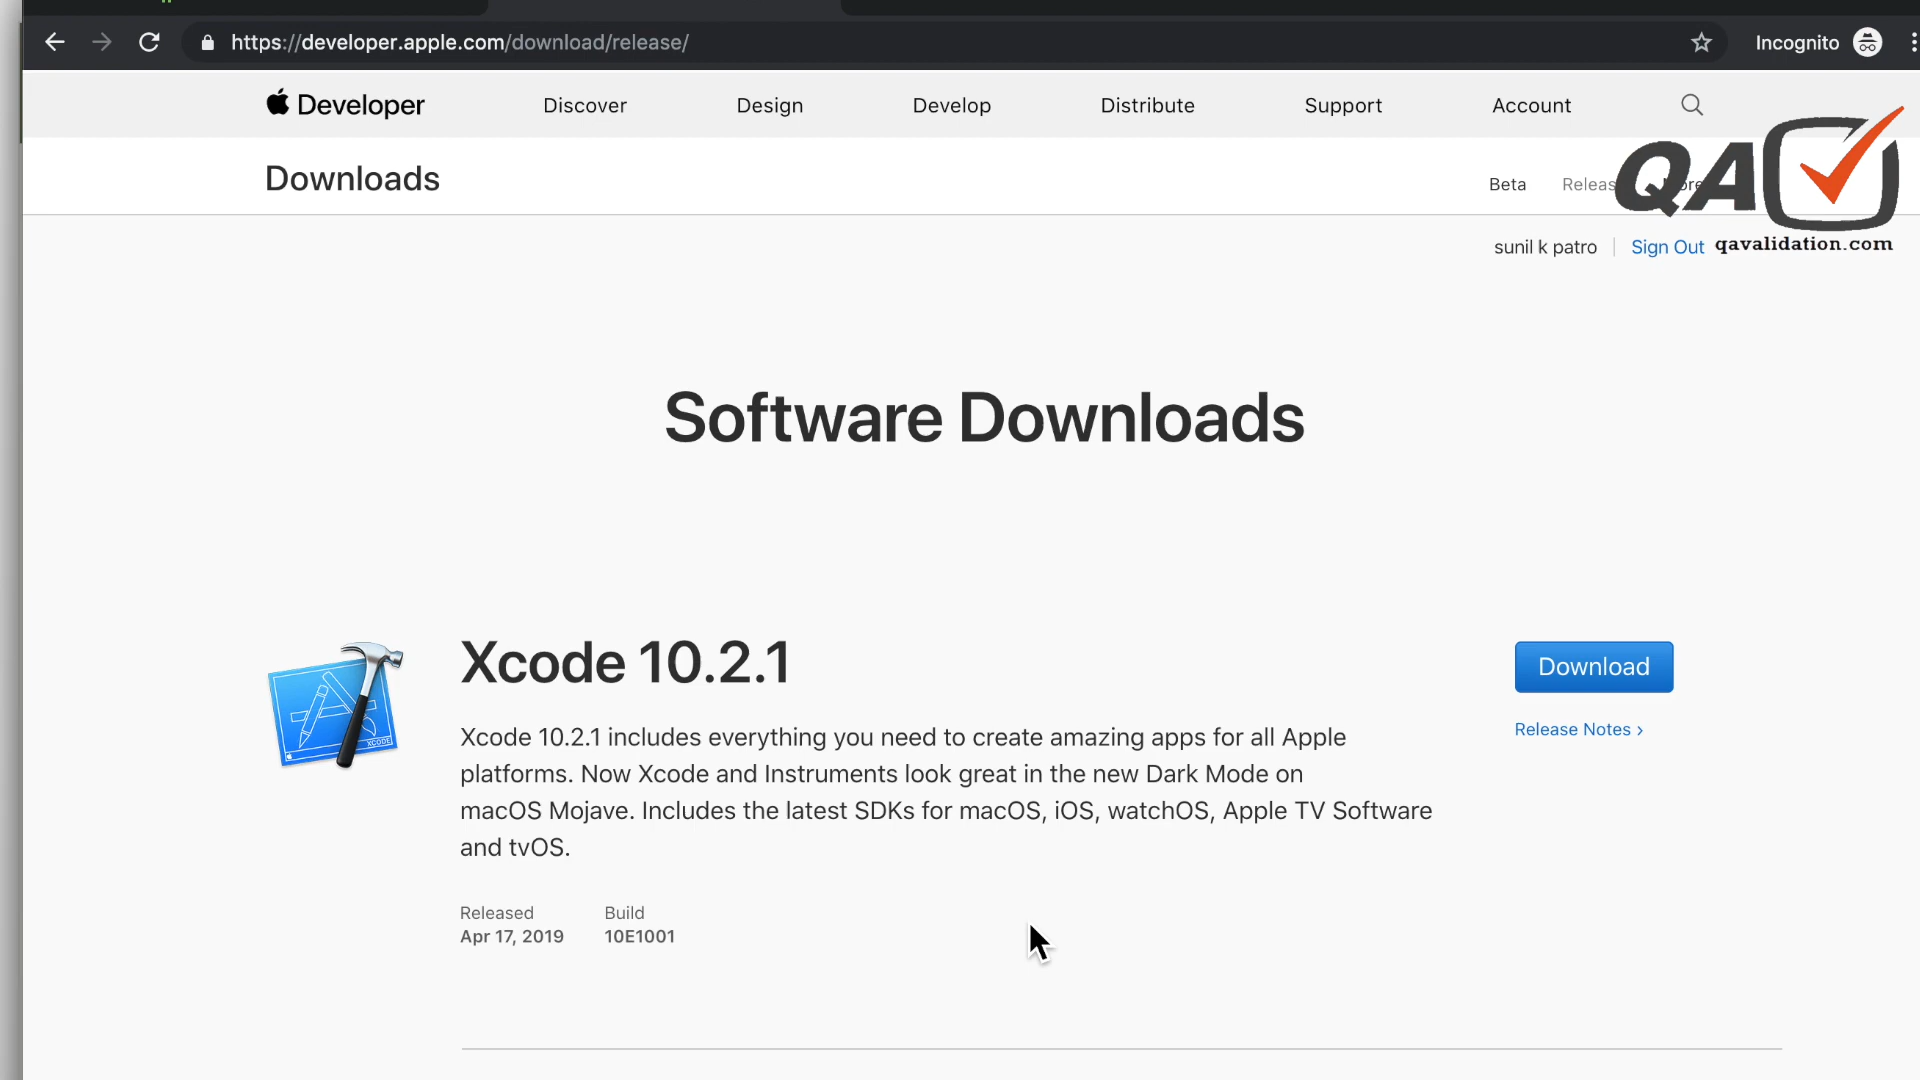 https://developer.apple.com/download/release/
Incognito
Developer
Discover
Design
Develop
Distribute
Support
Account
QA
Downloads
Beta
qavalidation.com
sunil k patro
Sign Out
Software Downloads
Xcode 10.2.1
Download
Release Notes ›
Xcode 10.2.1 includes everything you need to create amazing apps for all Apple
platforms. Now Xcode and Instruments look great in the new Dark Mode on
macOS Mojave. Includes the latest SDKs for macOS, iOS, watchOS, Apple TV Software
and tvOS.
XCODE
Released
Build
Apr 17, 2019
10E1001